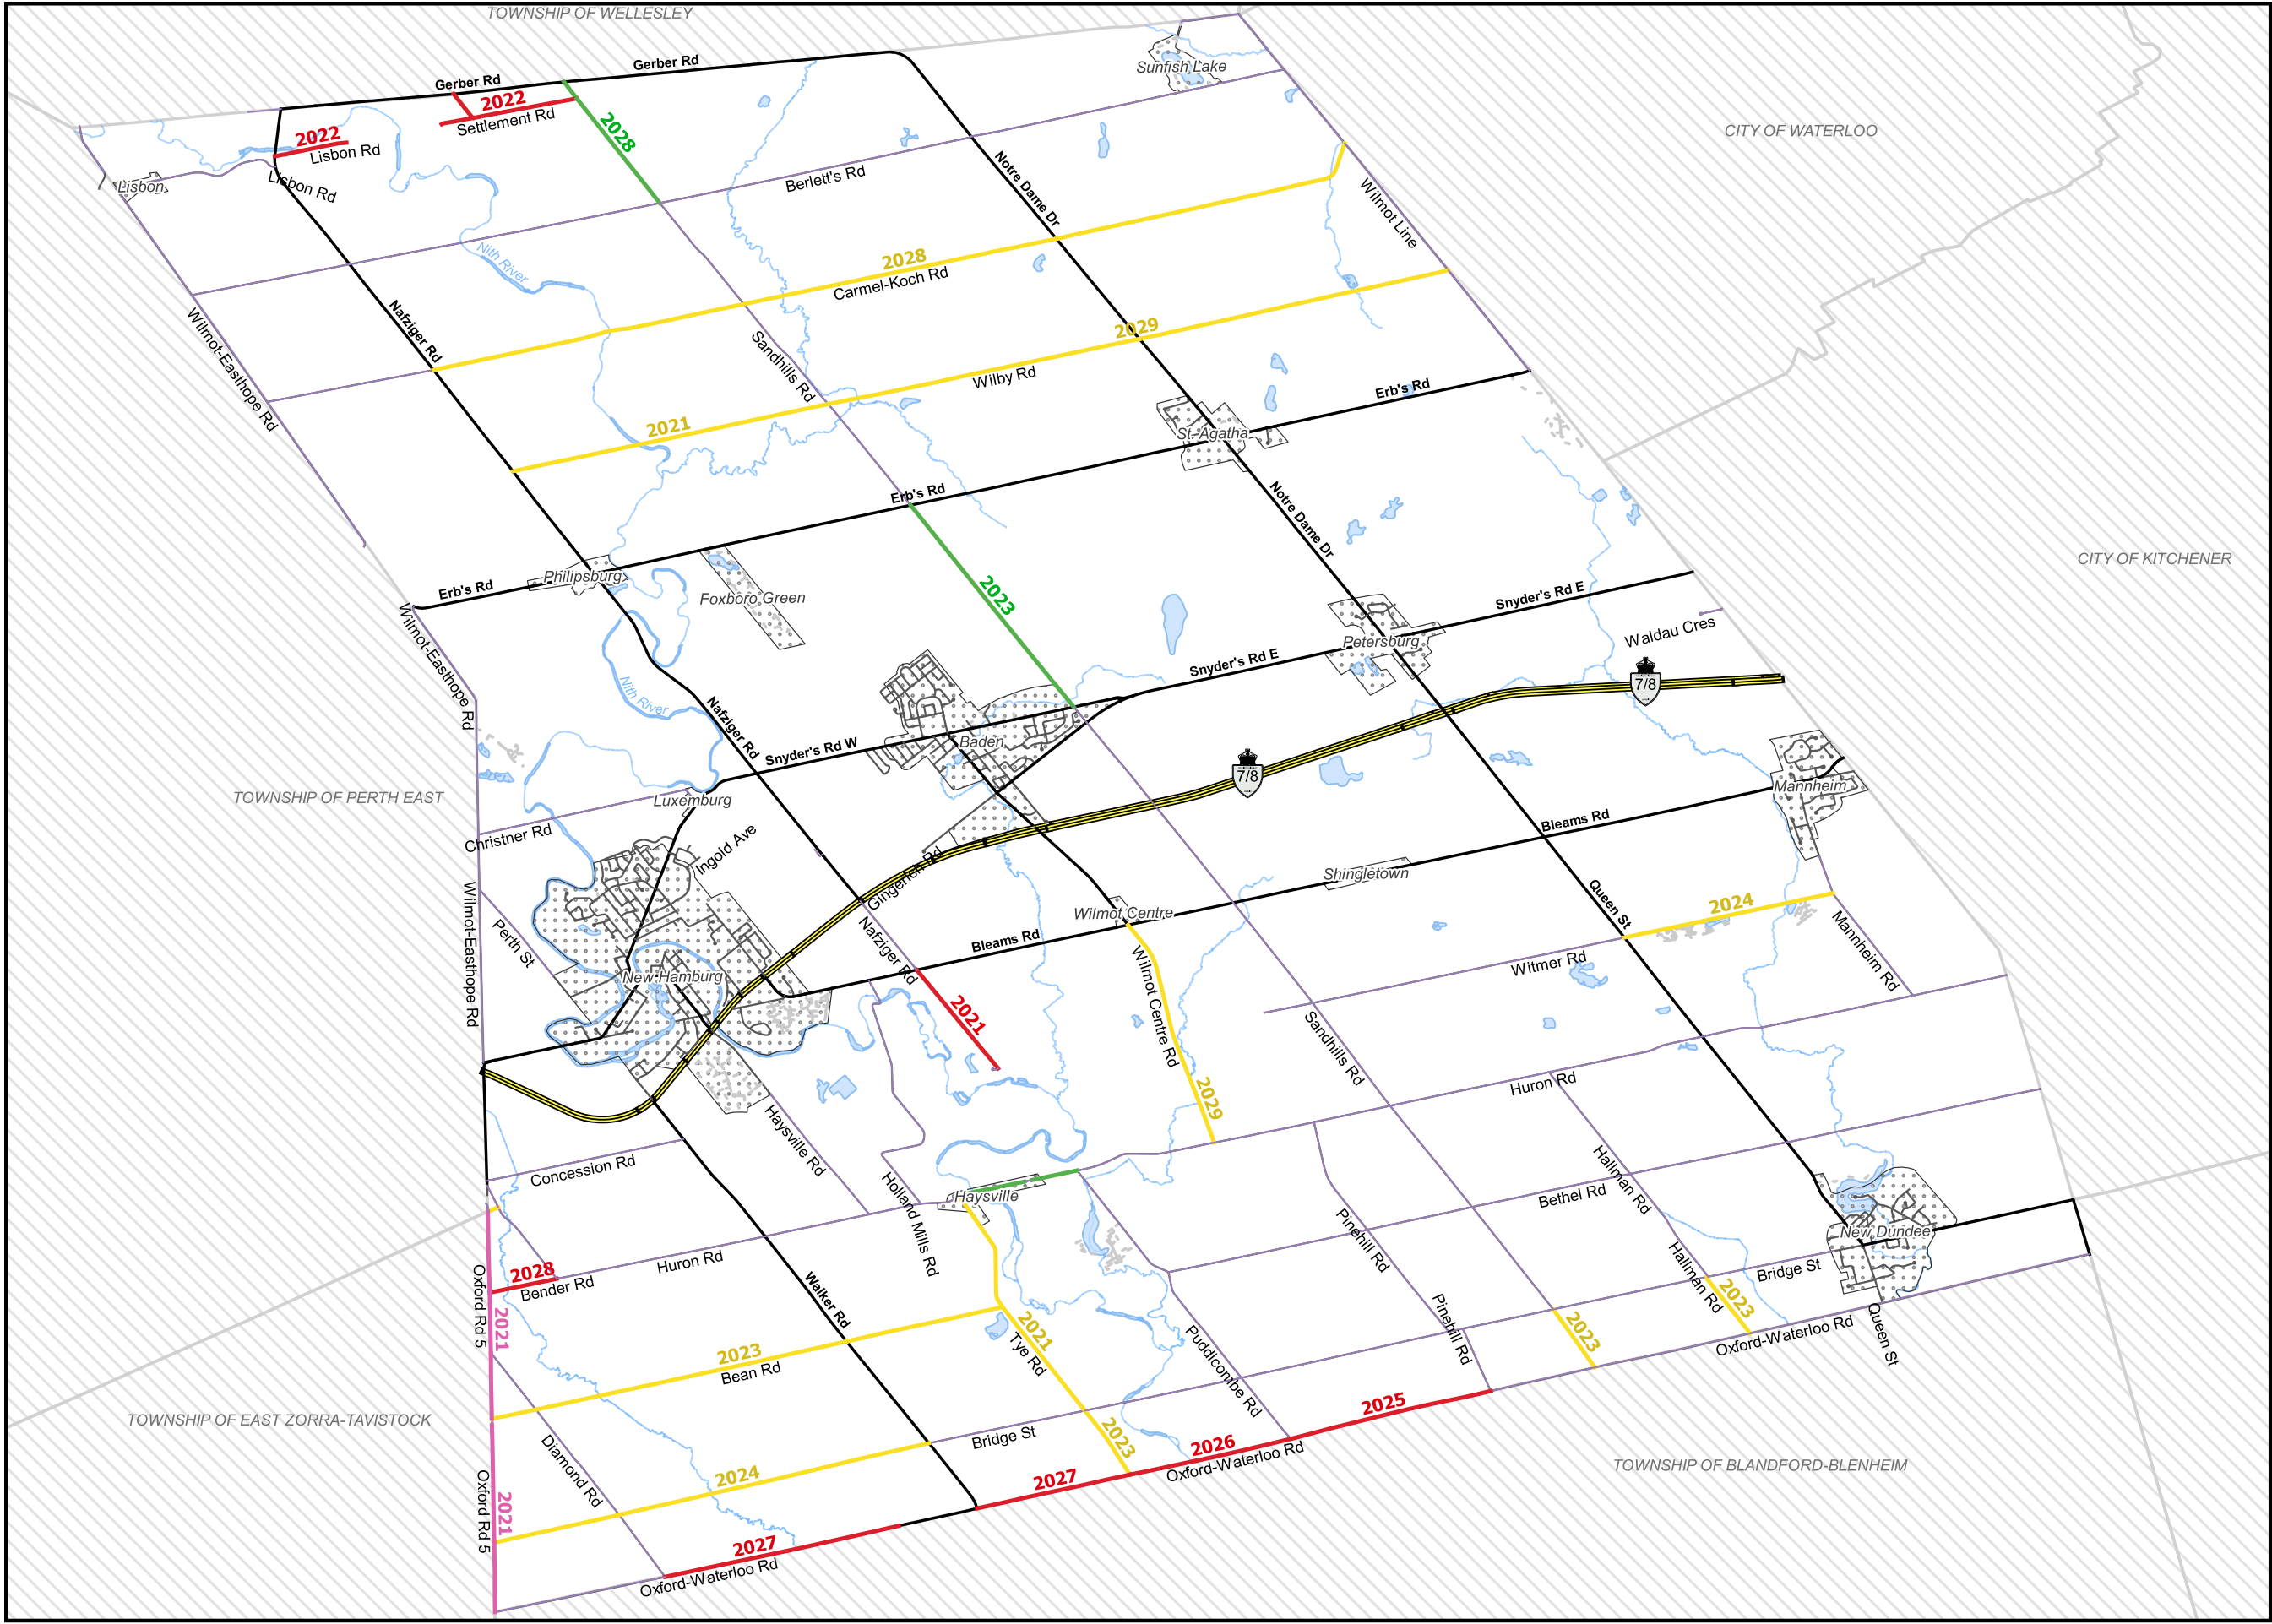 TOWNSHIP OF WELLESLEY
Gerber Rd
Gerber Rd
Sunfish Lake
2022
Settlement Rd
2028
2022
Lisbon Rd
Lisbon
Lisbon Rd
Berlett's Rd
Notre Dame Dr
CITY OF WATERLOO
Wilmot Line
Nith River
2028
Carmel-Koch Rd
Nafziger Rd
Wilmot-Easthope Rd
Sandhills Rd
2029
Wilby Rd
2021
Erb's Rd
St. Agatha
Erb's Rd
Notre Dame Dr
CITY OF KITCHENER
Philipsburg
Erb's Rd
Foxboro Green
2023
Snyder's Rd E
Waldau Cres
Petersburg
Snyder's Rd E
Wilmot-Easthope Rd
Nith River
Nafziger Rd
7/8
Snyder's Rd W
Baden
7/8
TOWNSHIP OF PERTH EAST
Luxemburg
Mannheim
Christner Rd
Ingold Ave
Bleams Rd
Gingerich Rd
Shingletown
Wilmot-Easthope Rd
Perth St
Nafziger Rd
Bleams Rd
Wilmot Centre
Queen St
2024
Mannheim Rd
Witmer Rd
New Hamburg
2021
Wilmot Centre Rd
Sandhills Rd
2029
Huron Rd
Haysville Rd
Concession Rd
Hallman Rd
Bethel Rd
Holland Mills Rd
Haysville
Pinehill Rd
New Dundee
Huron Rd
Hallman Rd
Bridge St
2028
Bender Rd
Oxford Rd 5
2021
Walker Rd
2021
Tye Rd
Puddicombe Rd
Pinehill Rd
2023
2023
Oxford-Waterloo Rd
Queen St
2023
Bean Rd
TOWNSHIP OF EAST ZORRA-TAVISTOCK
2025
2023
Bridge St
2026
Oxford-Waterloo Rd
TOWNSHIP OF BLANDFORD-BLENHEIM
Diamond Rd
2024
2027
Oxford Rd 5
2021
2027
Oxford-Waterloo Rd